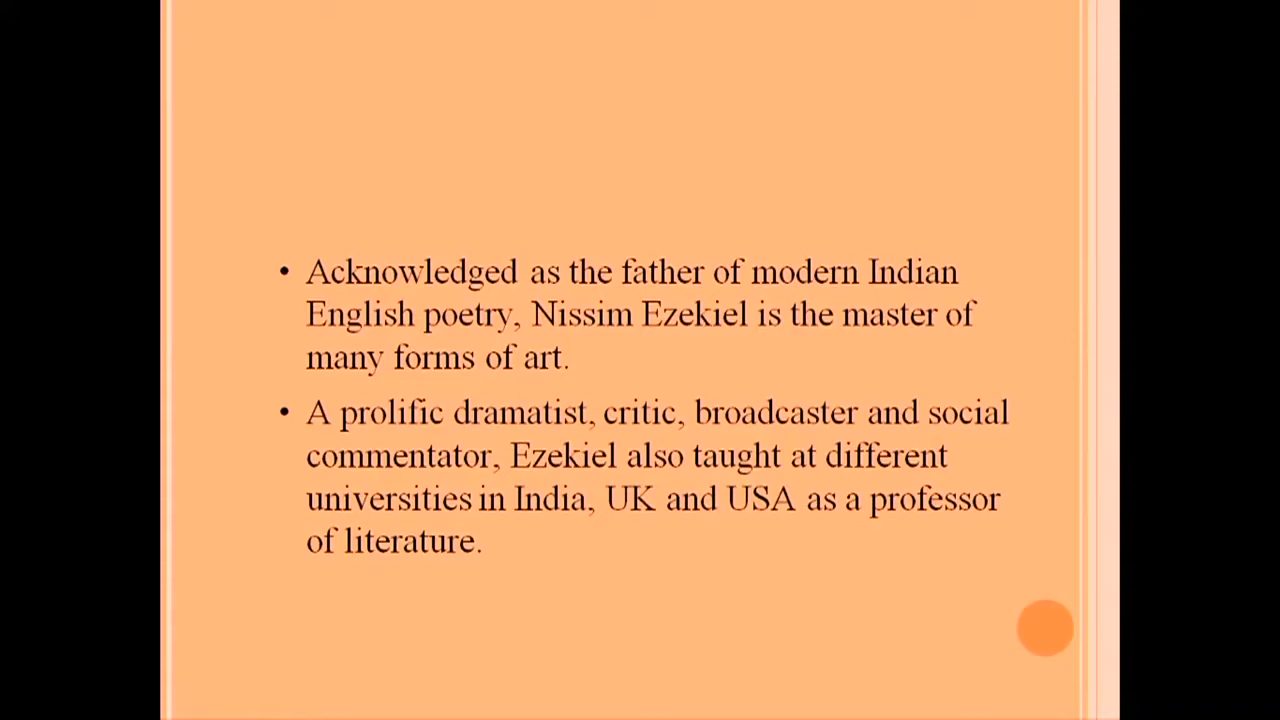 • Acknowledged as the father of modern Indian
English poetry, Nissim Ezekiel is the master of
many forms of art.
• A prolific dramatist, critic, broadcaster and social
commentator, Ezekiel also taught at different
universities in India, UK and USA as a professor
of literature.